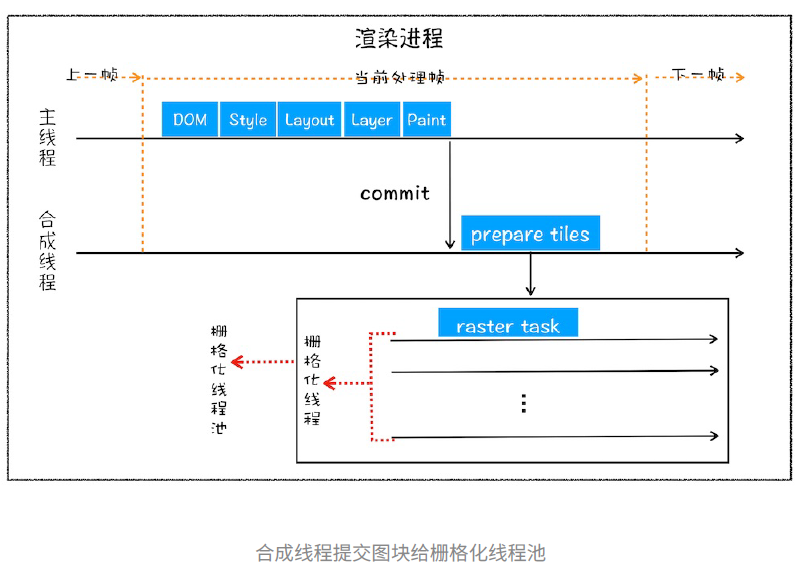 渲染进程
上一帧
当前处理帧
下一帧
主线程
DOM
Style
Layout
Layer
Paint
commit
合成线程
prepare tiles
raster task
栅格化线程池
栅格化线程
⋮
合成线程提交图块给栅格化线程池